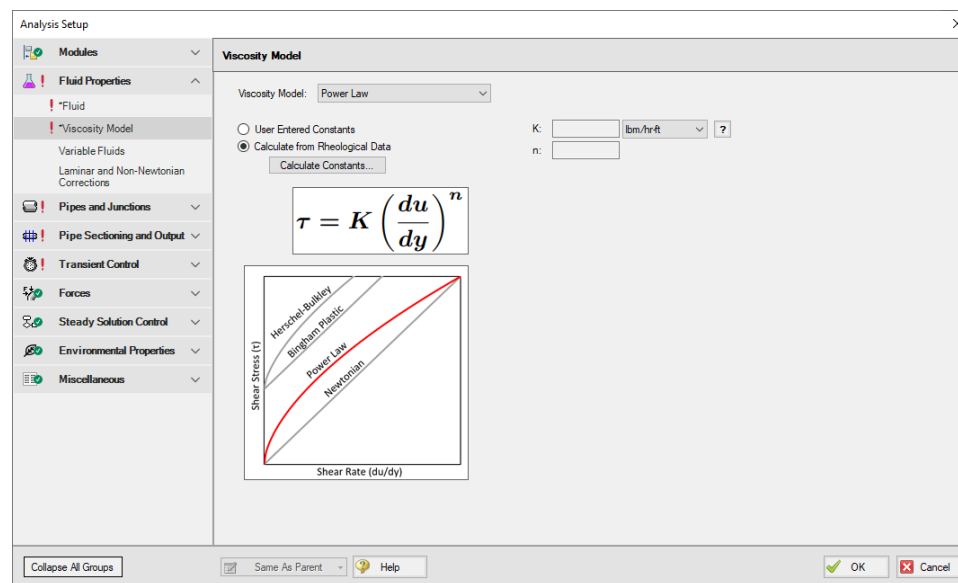 Analysis Setup
Modules
Fluid Properties
*Fluid
*Viscosity Model
Variable Fluids
Laminar and Non-Newtonian
Corrections
Pipes and Junctions
Pipe Sectioning and Output
Transient Control
Forces
Steady Solution Control
Environmental Properties
Miscellaneous
Collapse All Groups
Viscosity Model
Viscosity Model: Power Law
User Entered Constants
Calculate from Rheological Data
Calculate Constants...
K: lbm/hr-ft ?
n:
τ = K (du/dy)^n
Herschel-Bulkley
Bingham Plastic
Power Law
Newtonian
Shear Stress (τ)
Shear Rate (du/dy)
Same As Parent
Help
OK
Cancel